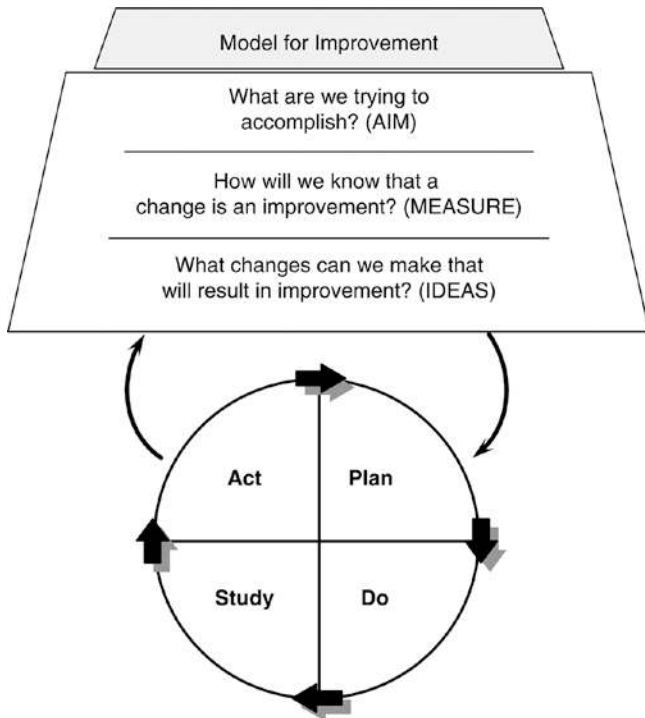 Model for Improvement
What are we trying to
accomplish? (AIM)
How will we know that a
change is an improvement? (MEASURE)
What changes can we make that
will result in improvement? (IDEAS)
Act
Plan
Study
Do